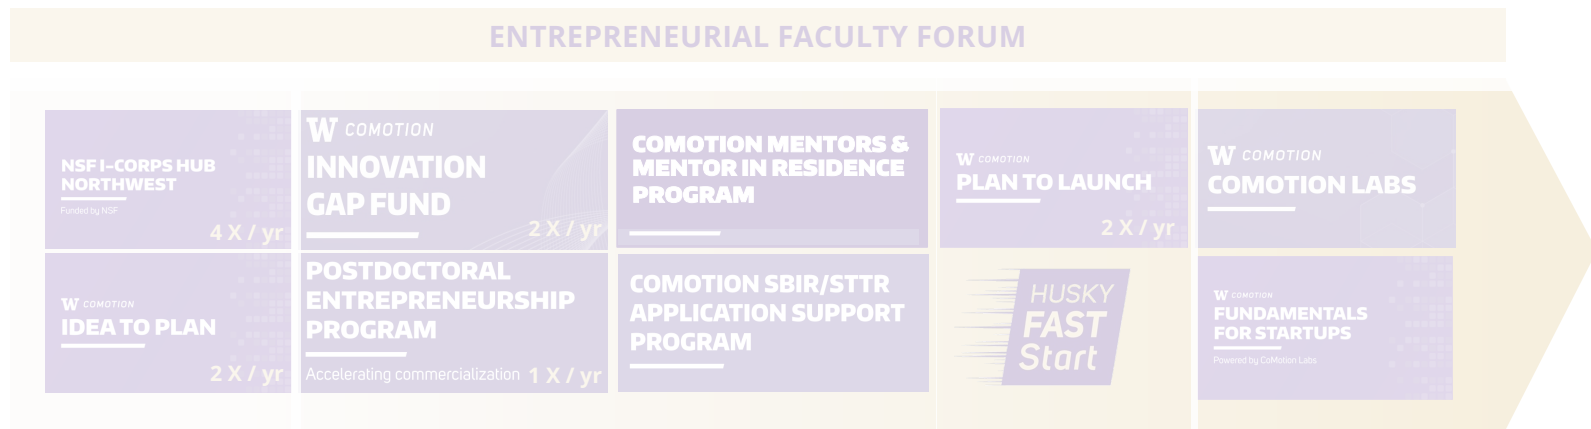 ENTREPRENEURIAL FACULTY FORUM
NSF I-CORPS HUB
NORTHWEST
Funded by NSF
4 X / yr
W COMOTION
IDEA TO PLAN
2 X / yr
W COMOTION
INNOVATION
GAP FUND
2 X / yr
POSTDOCTORAL
ENTREPRENEURSHIP
PROGRAM
Accelerating commercialization
1 X / yr
COMOTION MENTORS &
MENTOR IN RESIDENCE
PROGRAM
COMOTION SBIR/STTR
APPLICATION SUPPORT
PROGRAM
W COMOTION
PLAN TO LAUNCH
2 X / yr
HUSKY
FAST
Start
W COMOTION
COMOTION LABS
W COMOTION
FUNDAMENTALS
FOR STARTUPS
Powered by CoMotion Labs